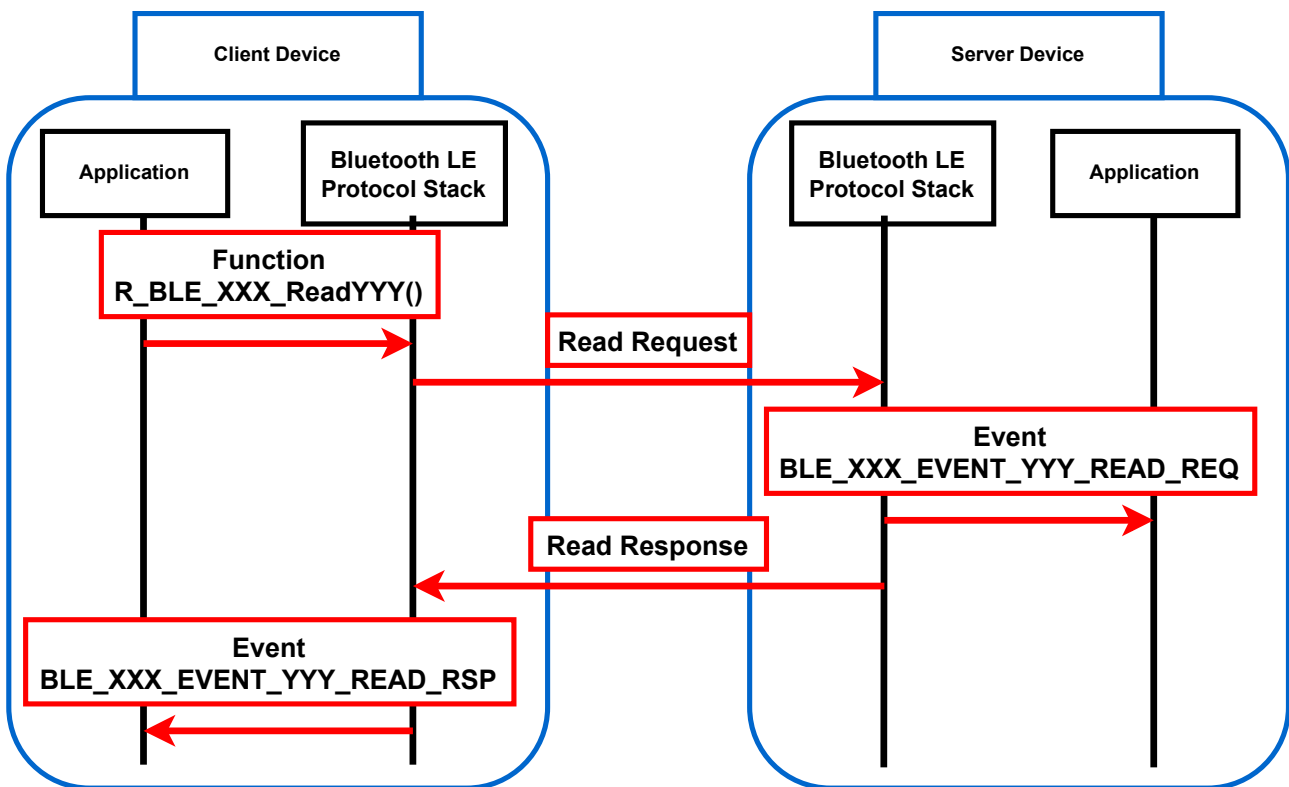 Client Device
Server Device
Application
Bluetooth LE
Protocol Stack
Bluetooth LE
Protocol Stack
Application
Function
R_BLE_XXX_ReadYYY()
Read Request
Event
BLE_XXX_EVENT_YYY_READ_REQ
Read Response
Event
BLE_XXX_EVENT_YYY_READ_RSP